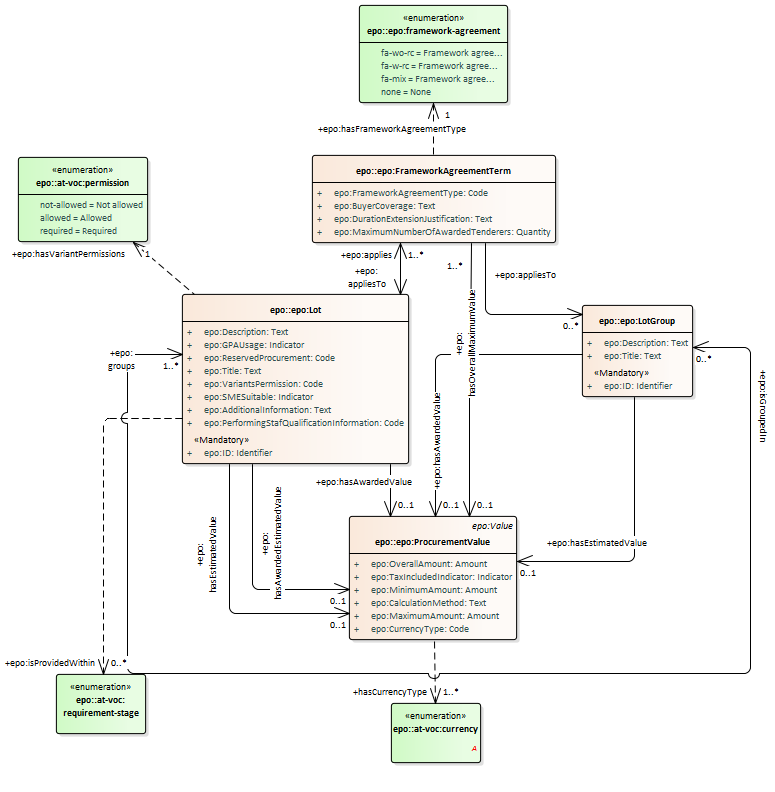 «enumeration»
epo::epo:framework-agreement
fa-wo-rc = Framework agree...
fa-w-rc = Framework agree...
fa-mix = Framework agree...
none = None
1
+epo:hasFrameworkAgreementType
«enumeration»
epo::at-voc:permission
not-allowed = Not allowed
allowed = Allowed
required = Required
+epo:hasVariantPermissions
1
epo::epo:FrameworkAgreementTerm
+ epo:FrameworkAgreementType: Code
+ epo:BuyerCoverage: Text
+ epo:DurationExtensionJustification: Text
+ epo:MaximumNumberOfAwardedTenderers: Quantity
+epo:applies
1..*
+epo:
appliesTo
1..*
+epo:
hasOverallMaximumValue
+epo:appliesTo
0..*
epo::epo:Lot
+ epo:Description: Text
+ epo:GPAUsage: Indicator
+ epo:ReservedProcurement: Code
+ epo:Title: Text
+ epo:VariantsPermission: Code
+ epo:SMESuitable: Indicator
+ epo:AdditionalInformation: Text
+ epo:PerformingStafQualificationInformation: Code
«Mandatory»
+ epo:ID: Identifier
+epo:
groups
1..*
epo::epo:LotGroup
+ epo:Description: Text
+ epo:Title: Text
«Mandatory»
+ epo:ID: Identifier
0..*
+epo:isGroupedIn
+epo:hasAwardedValue
0..1
+epo:hasAwardedValue
0..1
0..1
+epo:
hasEstimatedValue
+epo:
hasAwardedEstimatedValue
0..1
0..1
+epo:hasEstimatedValue
0..1
epo:Value
epo::epo:ProcurementValue
+ epo:OverallAmount: Amount
+ epo:TaxIncludedIndicator: Indicator
+ epo:MinimumAmount: Amount
+ epo:CalculationMethod: Text
+ epo:MaximumAmount: Amount
+ epo:CurrencyType: Code
+epo:isProvidedWithin
0..*
«enumeration»
epo::at-voc:
requirement-stage
+hasCurrencyType
1..*
«enumeration»
epo::at-voc:currency
A